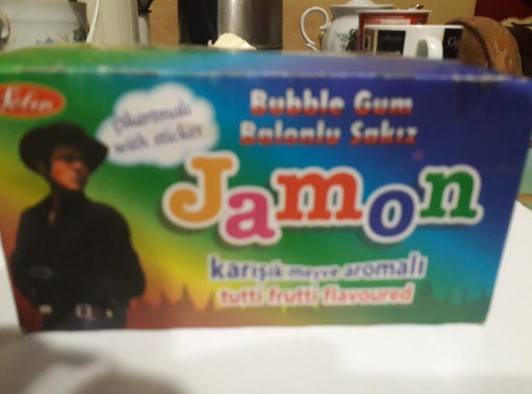 Çıkartmalı
with sticker
Bubble Gum
Balonlu Sakız
Jamon
karışık meyve aromalı
tutti frutti flavoured